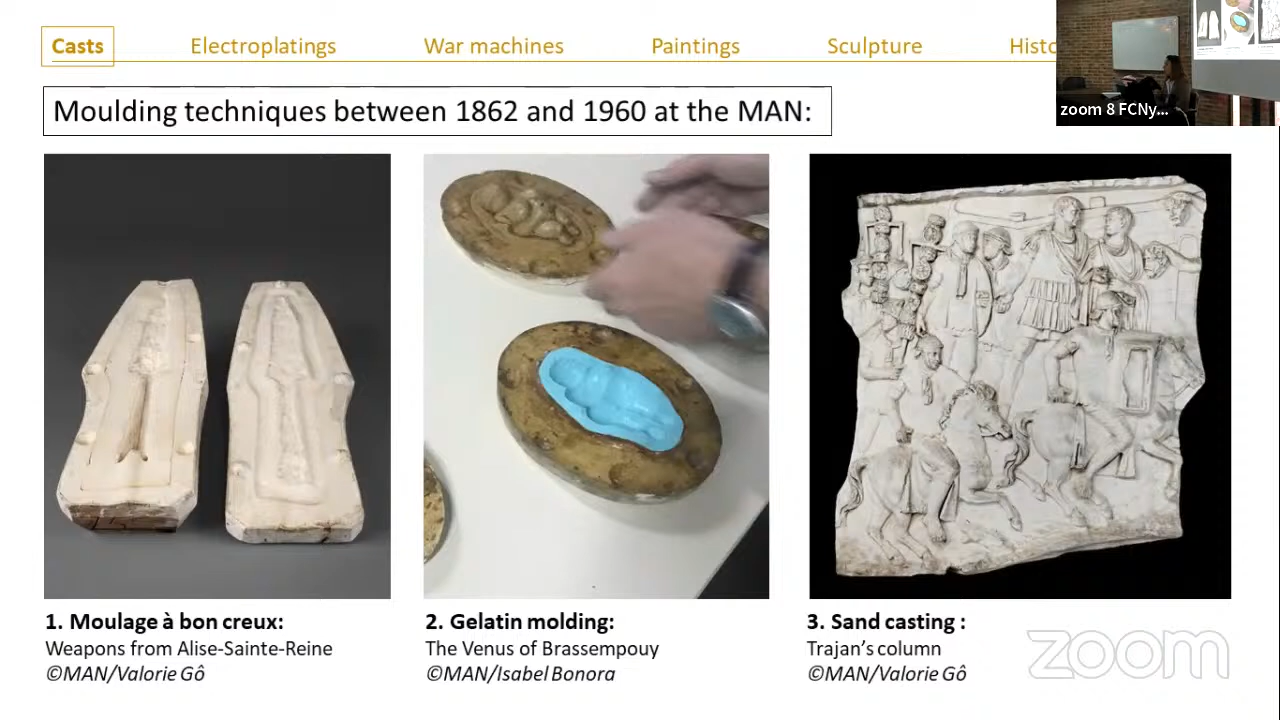 Casts Electroplatings War machines Paintings Sculpture
zoom 8 FCNy...
Moulding techniques between 1862 and 1960 at the MAN:
1. Moulage à bon creux:
Weapons from Alise-Sainte-Reine
©MAN/Valorie Gô
2. Gelatin molding:
The Venus of Brassempouy
©MAN/Isabel Bonora
3. Sand casting :
Trajan's column
©MAN/Valorie Gô
zoom